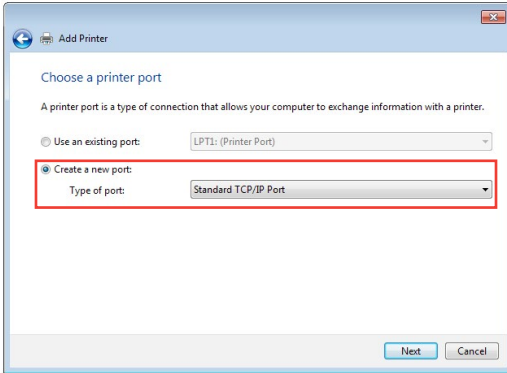 Add Printer
Choose a printer port
A printer port is a type of connection that allows your computer to exchange information with a printer.
Use an existing port: LPT1: (Printer Port)
Create a new port:
Type of port: Standard TCP/IP Port
Next Cancel